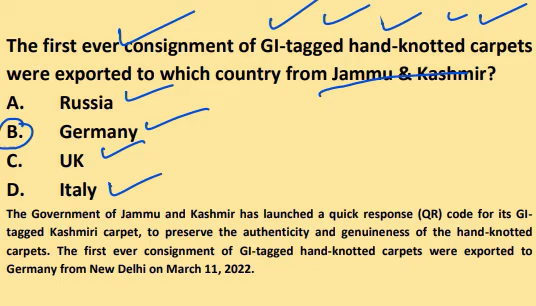 The first ever consignment of GI-tagged hand-knotted carpets
were exported to which country from Jammu & Kashmir?
A. Russia
B. Germany
C. UK
D. Italy
The Government of Jammu and Kashmir has launched a quick response (QR) code for its GI-
tagged Kashmiri carpet, to preserve the authenticity and genuineness of the hand-knotted
carpets. The first ever consignment of GI-tagged hand-knotted carpets were exported to
Germany from New Delhi on March 11, 2022.